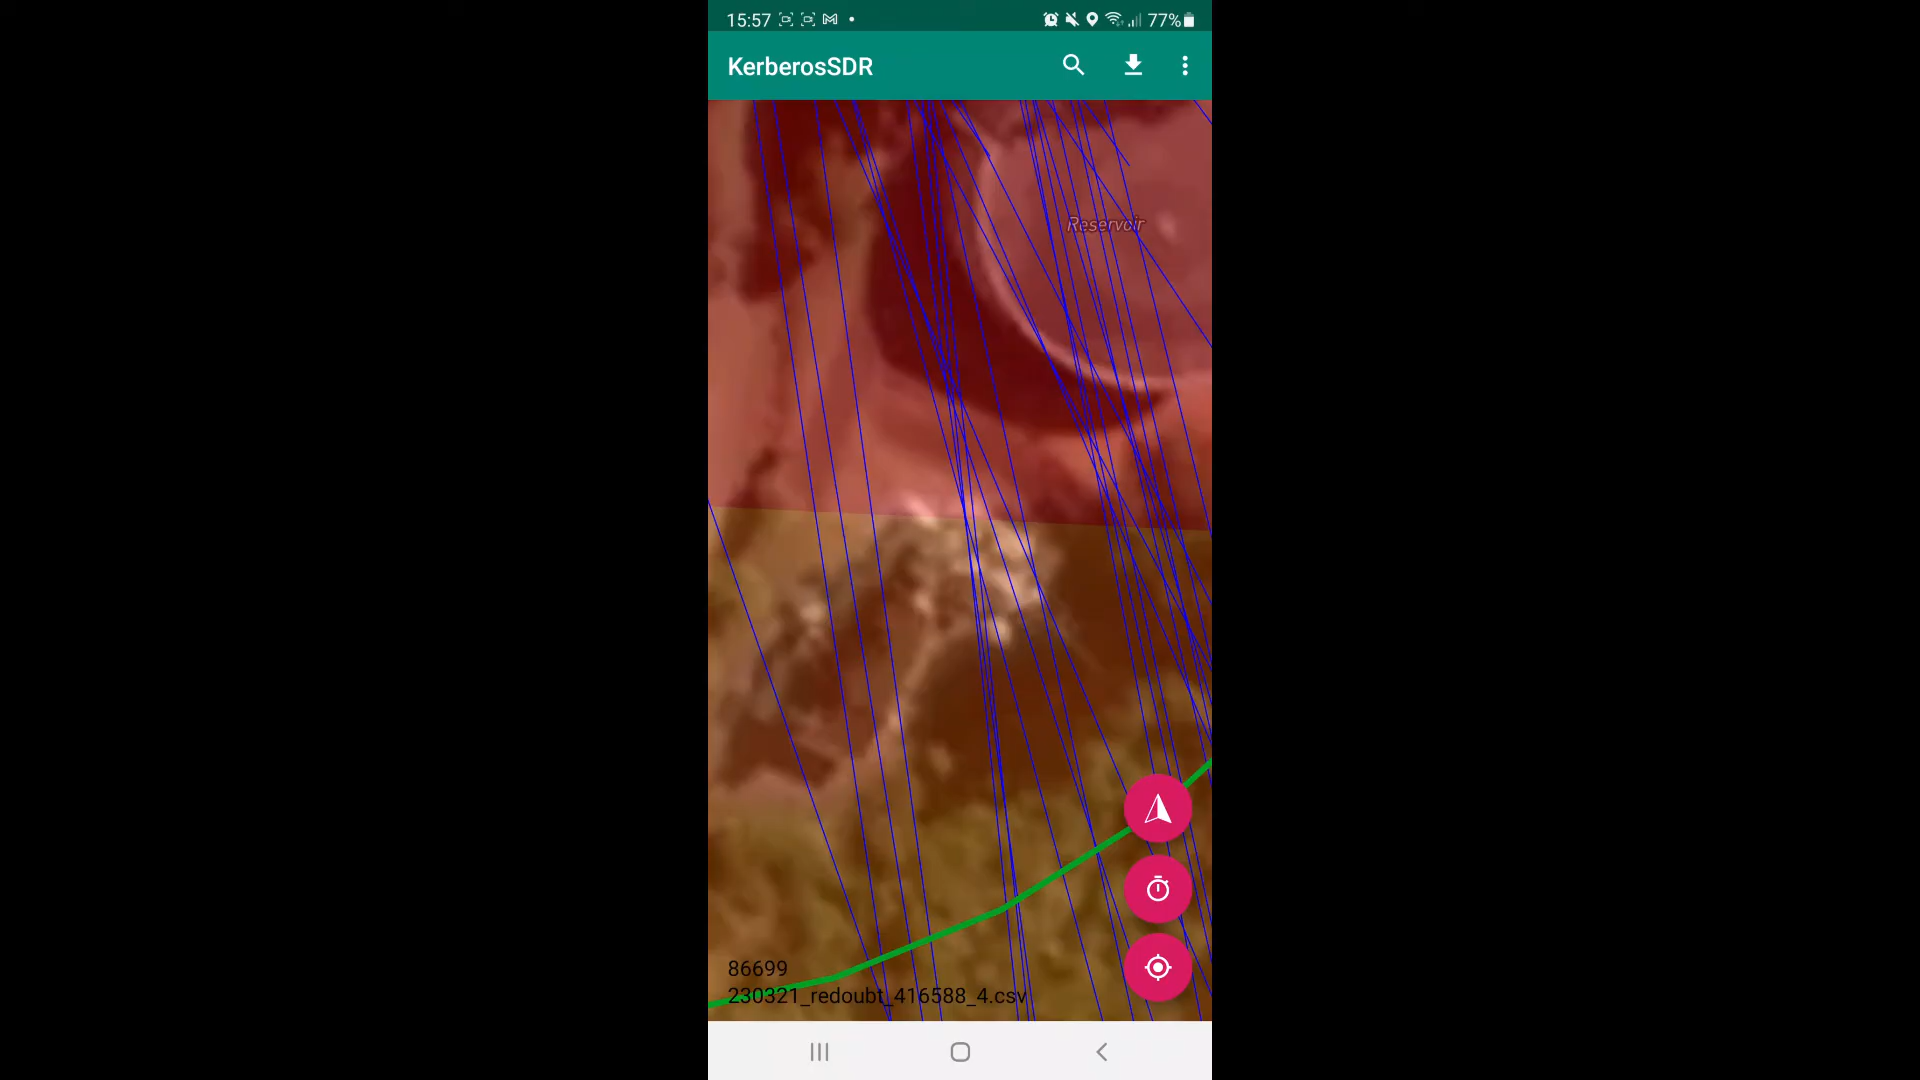 15:57 77%
KerberosSDR
Reservoir
86699
230321_redoubt_416588_4.csv